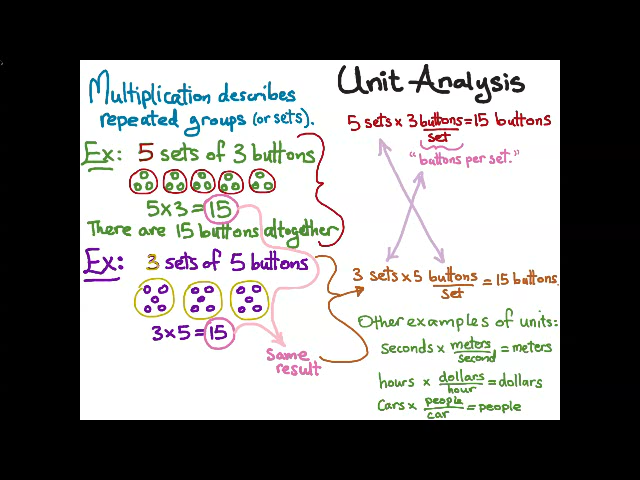 Multiplication describes
repeated groups (or sets).
Ex: 5 sets of 3 buttons
5 x 3 = 15
There are 15 buttons altogether
Ex: 3 sets of 5 buttons
3 x 5 = 15
Same
result
Unit Analysis
5 sets x 3 buttons/set = 15 buttons
"buttons per set."
3 sets x 5 buttons/set = 15 buttons.
Other examples of units:
seconds x meters/second = meters
hours x dollars/hour = dollars
Cars x people/car = people